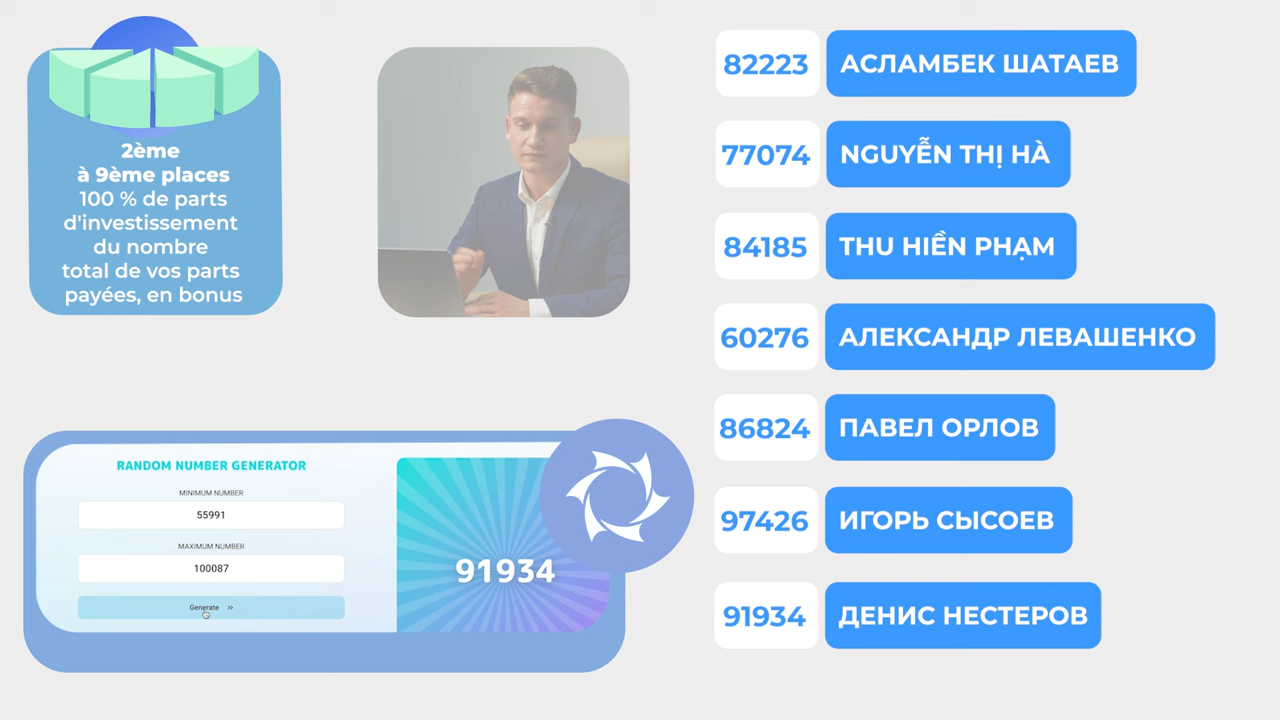 2ème
à 9ème places
100 % de parts
d'investissement
du nombre
total de vos parts
payées, en bonus
RANDOM NUMBER GENERATOR
MINIMUM NUMBER
55991
MAXIMUM NUMBER
100087
Generate >>
91934
82223 АСЛАМБЕК ШАТАЕВ
77074 NGUYỄN THỊ HÀ
84185 THU HIỀN PHẠM
60276 АЛЕКСАНДР ЛЕВАШЕНКО
86824 ПАВЕЛ ОРЛОВ
97426 ИГОРЬ СЫСОЕВ
91934 ДЕНИС НЕСТЕРОВ